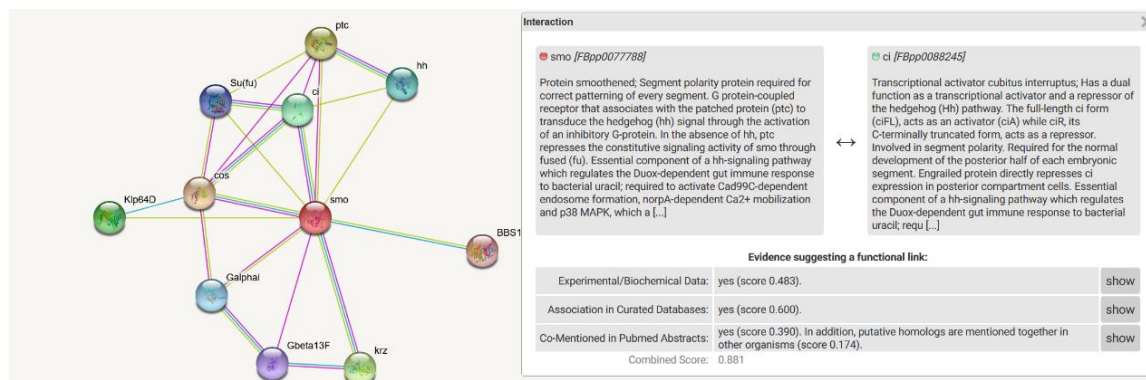 ptc
hh
Su(fu)
ci
cos
Klp64D
smo
BBS1
Galphai
Gbeta13F
krz
Interaction
smo [FBpp0077788]
Protein smoothened; Segment polarity protein required for
correct patterning of every segment. G protein-coupled
receptor that associates with the patched protein (ptc) to
transduce the hedgehog (hh) signal through the activation
of an inhibitory G-protein. In the absence of hh, ptc
represses the constitutive signaling activity of smo through
fused (fu). Essential component of a hh-signaling pathway
which regulates the Duox-dependent gut immune response
to bacterial uracil; required to activate Cad99C-dependent
endosome formation, norpA-dependent Ca2+ mobilization
and p38 MAPK, which a [...]
↔
ci [FBpp0088245]
Transcriptional activator cubitus interruptus; Has a dual
function as a transcriptional activator and a repressor of
the hedgehog (Hh) pathway. The full-length ci form
(ciFL), acts as an activator (ciA) while ciR, its
C-terminally truncated form, acts as a repressor.
Involved in segment polarity. Required for the normal
development of the posterior half of each embryonic
segment. Engrailed protein directly represses ci
expression in posterior compartment cells. Essential
component of a hh-signaling pathway which regulates
the Duox-dependent gut immune response to bacterial
uracil; requ [...]
Evidence suggesting a functional link:
Experimental/Biochemical Data: yes (score 0.483). show
Association in Curated Databases: yes (score 0.600). show
Co-Mentioned in Pubmed Abstracts: yes (score 0.390). In addition, putative homologs are mentioned together in
other organisms (score 0.174). show
Combined Score: 0.881